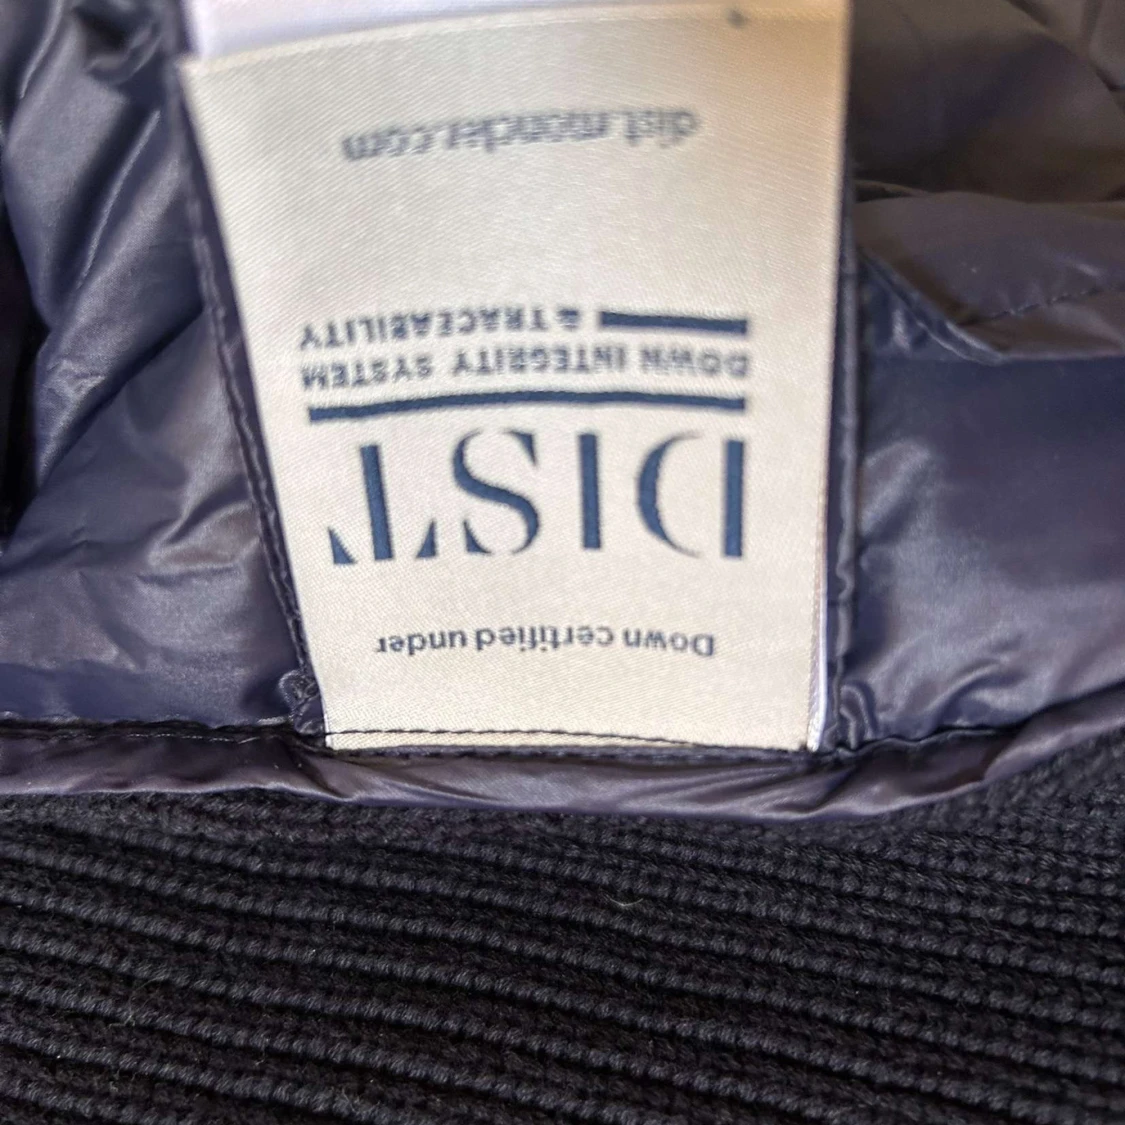 Down certified under
DIST
DOWN INTEGRITY SYSTEM
& TRACEABILITY
dist.moncler.com